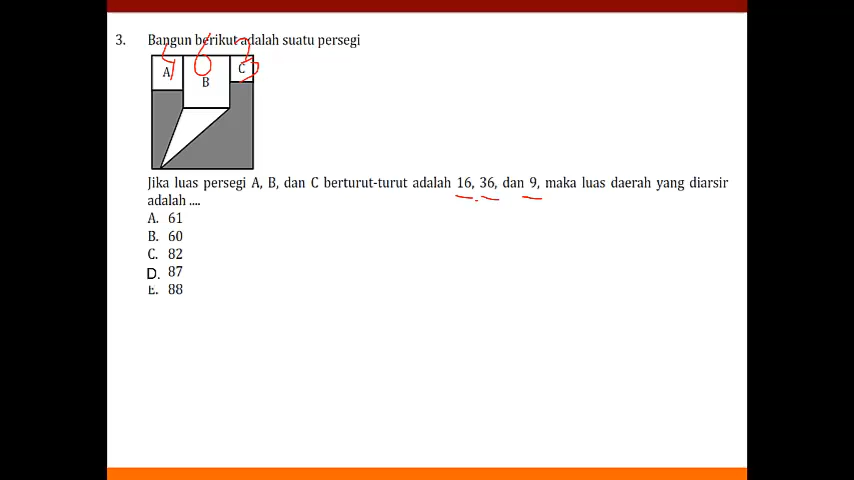 3. Bangun berikut adalah suatu persegi
4 6 3
A B C
Jika luas persegi A, B, dan C berturut-turut adalah 16, 36, dan 9, maka luas daerah yang diarsir
adalah ....
A. 61
B. 60
C. 82
D. 87
E. 88